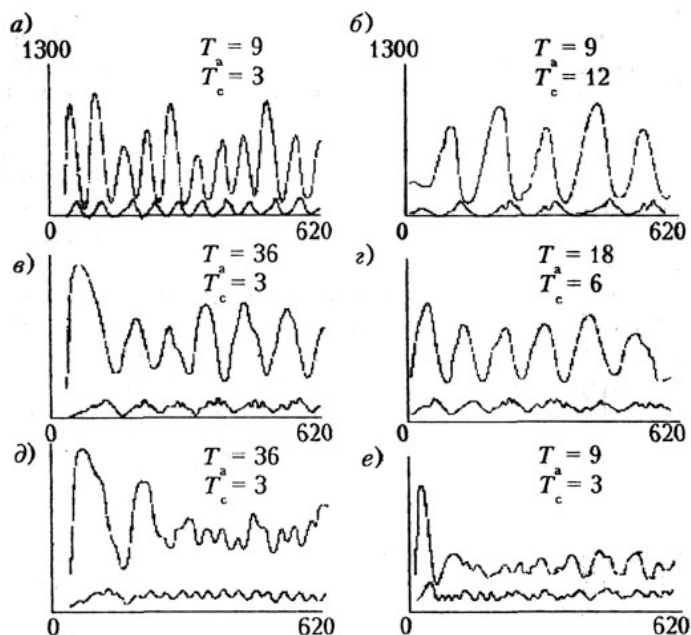 а) T = 9 б) T = 9
1300 a 1300 a
T = 3 T = 12
c c
0 620 0 620
в) T = 36 г) T = 18
a a
T = 3 T = 6
c c
0 620 0 620
д) T = 36 е) T = 9
a a
T = 3 T = 3
c c
0 620 0 620